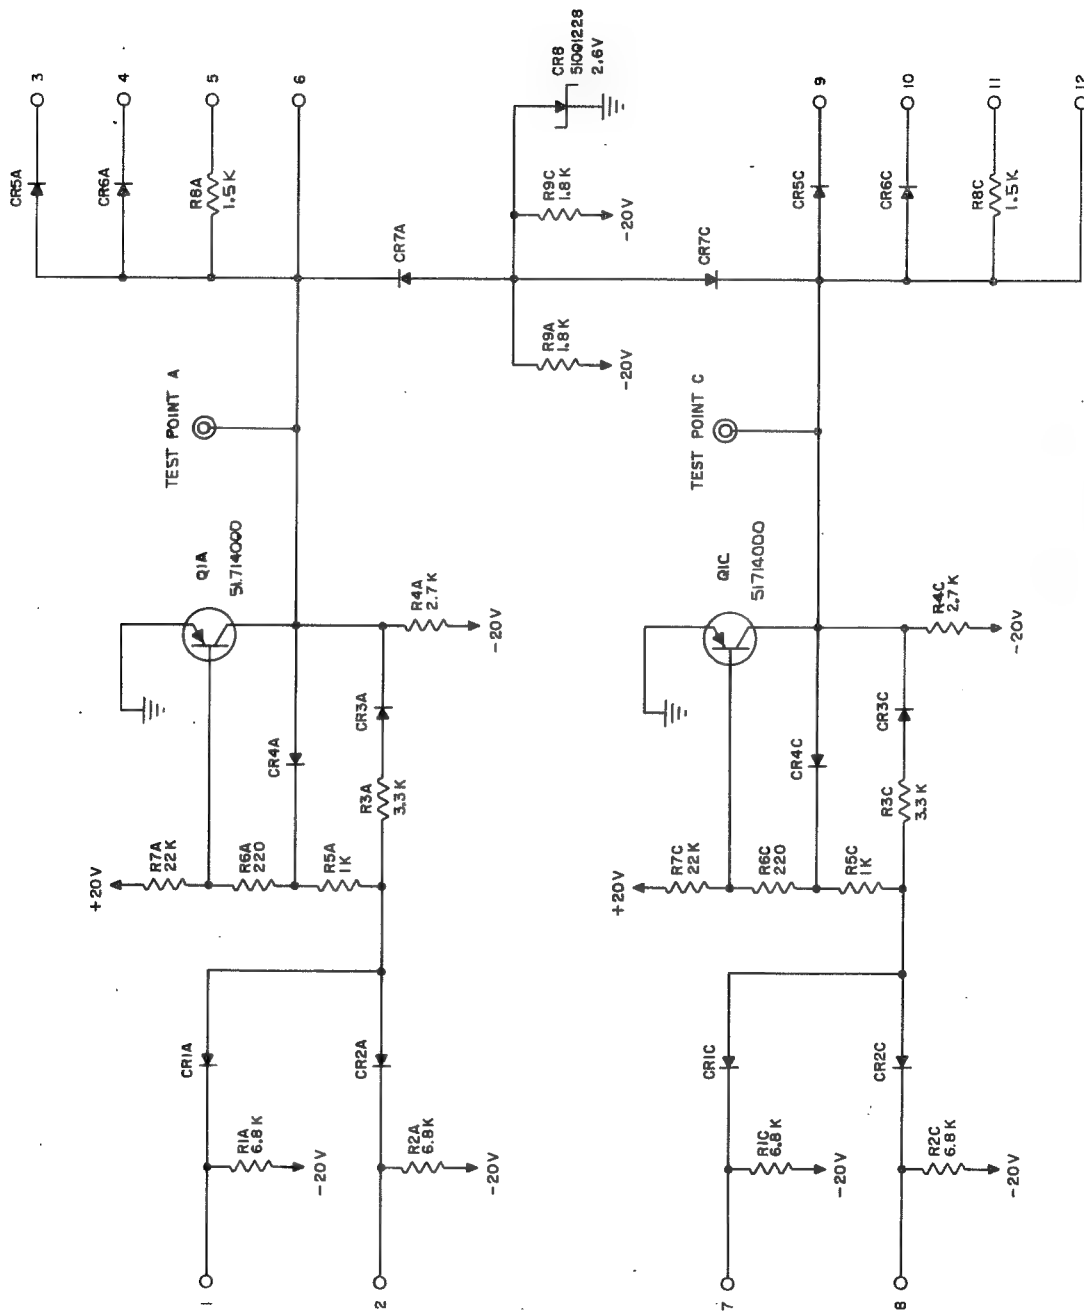 CR5A
3
CR6A
4
+20V
R7A
22K
TEST POINT A
R8A
1.5K
5
1
CR1A
Q1A
51714000
R1A
6.8K
R6A
220
CR4A
6
-20V
R5A
1K
2
CR2A
R3A
3.3K
CR3A
R4A
2.7K
CR7A
R2A
6.8K
-20V
-20V
R9A
1.8K
R9C
1.8K
CR8
51001228
2.6V
-20V
-20V
+20V
R7C
22K
TEST POINT C
CR7C
7
CR1C
Q1C
51714000
R1C
6.8K
R6C
220
CR4C
CR5C
9
-20V
R5C
1K
8
CR2C
R3C
3.3K
CR3C
CR6C
10
R2C
6.8K
R4C
2.7K
R8C
1.5K
11
-20V
-20V
12